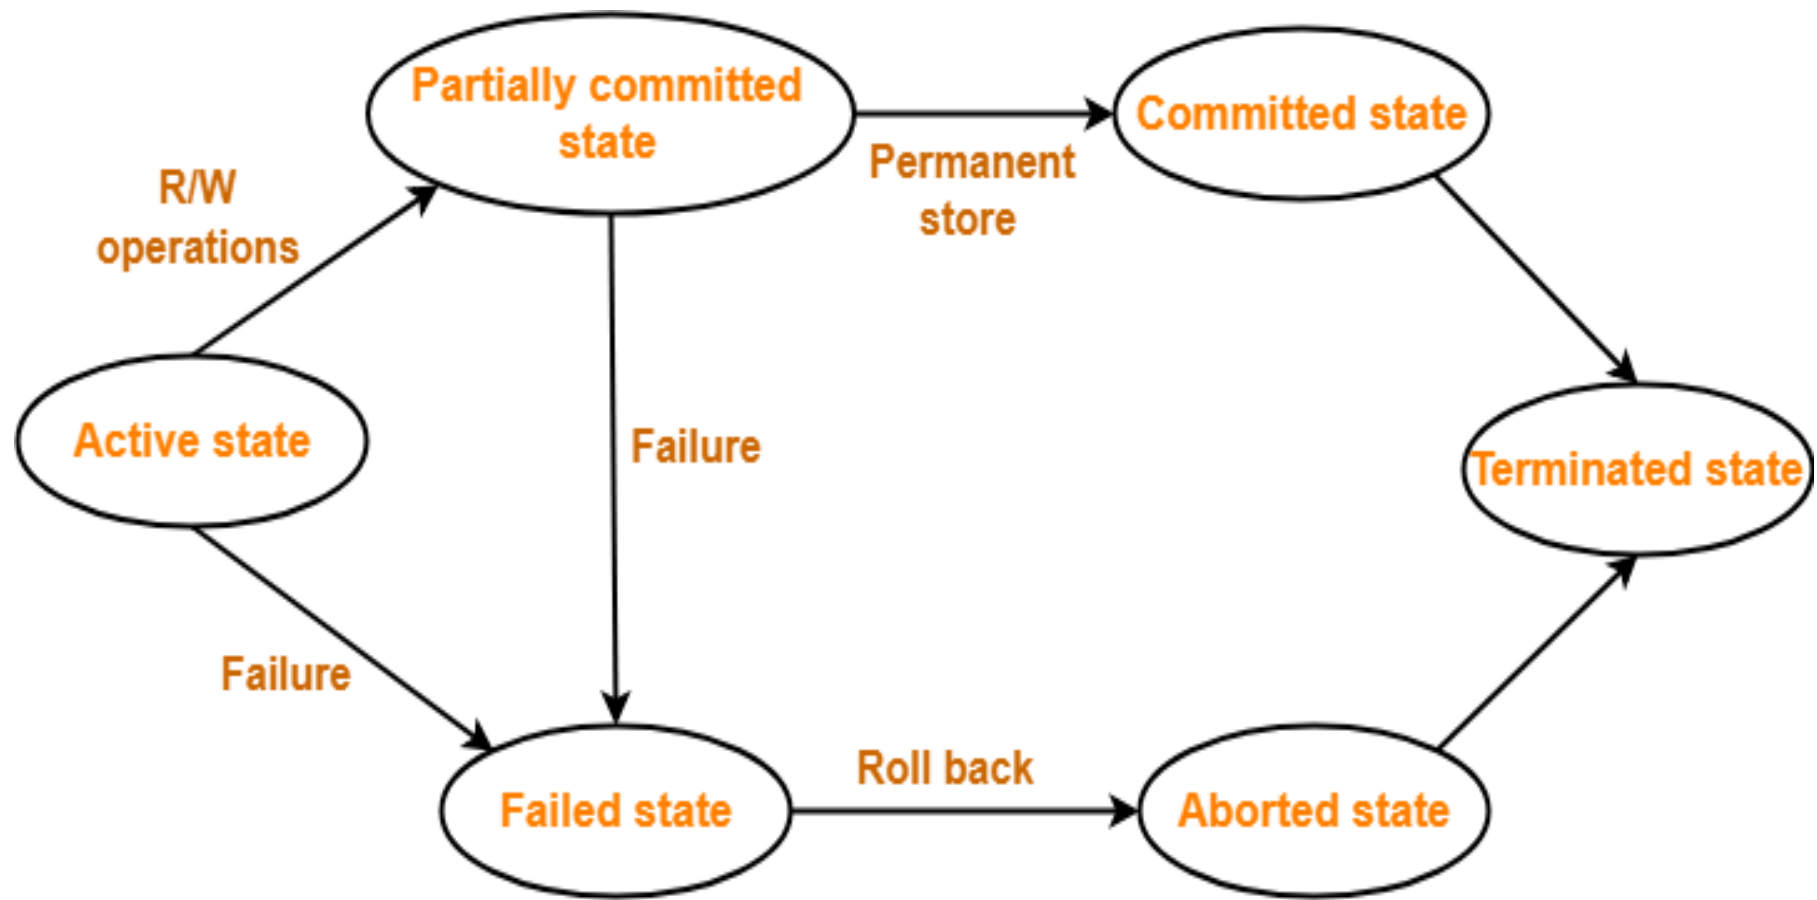 Partially committed
state
Committed state
Permanent
store
R/W
operations
Active state
Failure
Terminated state
Failure
Failed state
Roll back
Aborted state